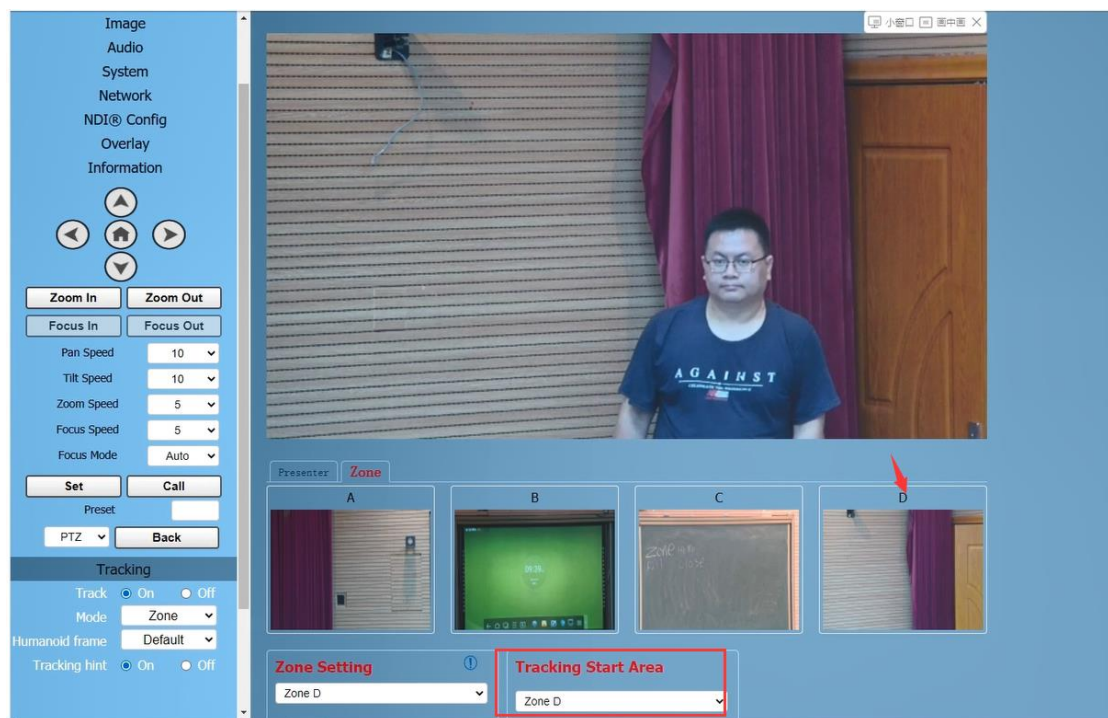 Image
Audio
System
Network
NDI® Config
Overlay
Information
Zoom In Zoom Out
Focus In Focus Out
Pan Speed 10
Tilt Speed 10
Zoom Speed 5
Focus Speed 5
Focus Mode Auto
Set Call
Preset
PTZ Back
Tracking
Track On Off
Mode Zone
Humanoid frame Default
Tracking hint On Off
小窗口 画中画
AGAINST
Presenter Zone
A B C D
Zone
Zone Setting
Zone D
Tracking Start Area
Zone D